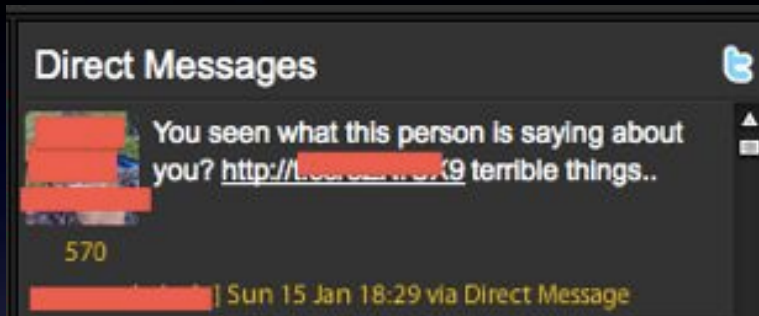 Direct Messages
You seen what this person is saying about
you? http://t. X9 terrible things..
570
Sun 15 Jan 18:29 via Direct Message